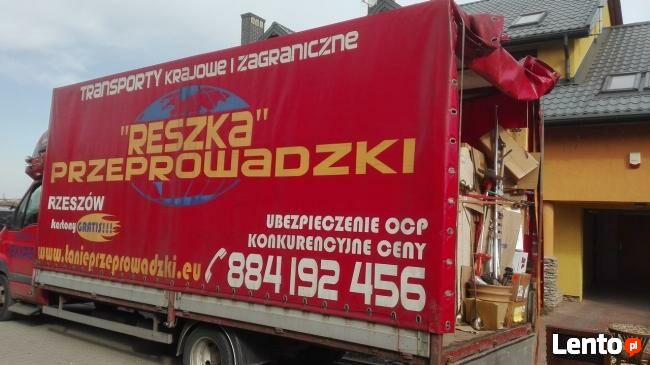 TRANSPORTY KRAJOWE I ZAGRANICZNE
"RESZKA"
PRZEPROWADZKI
RZESZÓW
kartony GRATIS!!!
UBEZPIECZENIE OCP
KONKURENCYJNE CENY
www.tanieprzeprowadzki.eu
884 192 456
Lento.pl